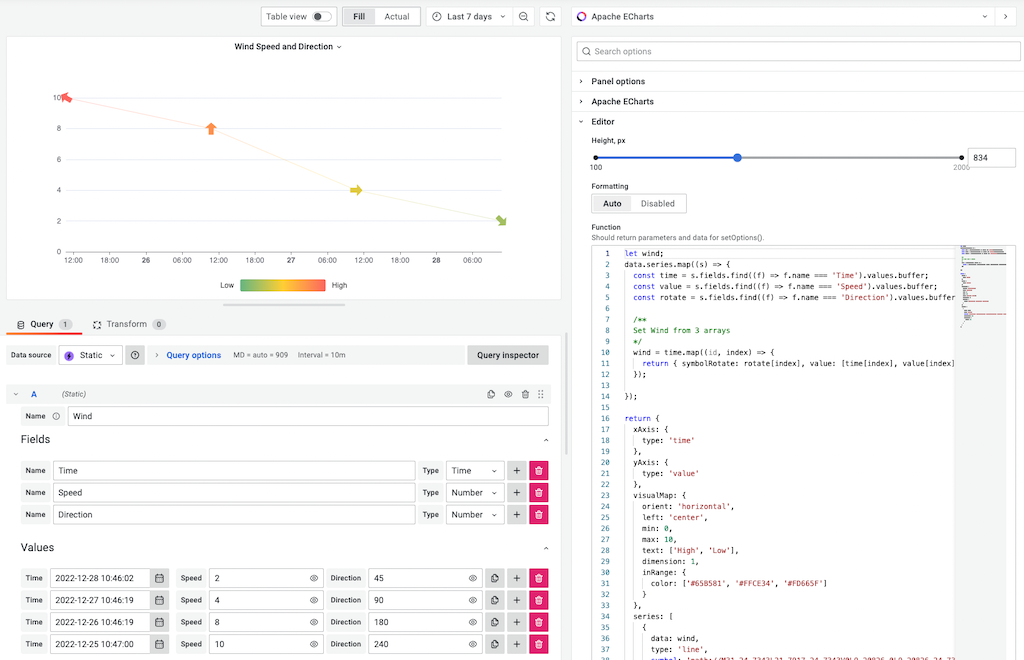 Table view Fill Actual Last 7 days
Wind Speed and Direction
10
8
6
4
2
0
12:00 18:00 26 06:00 12:00 18:00 27 06:00 12:00 18:00 28 06:00
Low High
Query 1 Transform 0
Data source Static Query options MD = auto = 909 Interval = 10m Query inspector
A (Static)
Name Wind
Fields
Name Time Type Time
Name Speed Type Number
Name Direction Type Number
Values
Time 2022-12-28 10:46:02 Speed 2 Direction 45
Time 2022-12-27 10:46:19 Speed 4 Direction 90
Time 2022-12-26 10:46:19 Speed 8 Direction 180
Time 2022-12-25 10:47:00 Speed 10 Direction 240
Apache ECharts
Search options
Panel options
Apache ECharts
Editor
Height, px
100 2000 834
Formatting
Auto Disabled
Function
Should return parameters and data for setOptions().
1 let wind;
2 data.series.map((s) => {
3 const time = s.fields.find((f) => f.name === 'Time').values.buffer;
4 const value = s.fields.find((f) => f.name === 'Speed').values.buffer;
5 const rotate = s.fields.find((f) => f.name === 'Direction').values.buffer
6
7 /**
8 Set Wind from 3 arrays
9 */
10 wind = time.map((id, index) => {
11 return { symbolRotate: rotate[index], value: [time[index], value[index]
12 });
13
14 });
15
16 return {
17 xAxis: {
18 type: 'time'
19 },
20 yAxis: {
21 type: 'value'
22 },
23 visualMap: {
24 orient: 'horizontal',
25 left: 'center',
26 min: 0,
27 max: 10,
28 text: ['High', 'Low'],
29 dimension: 1,
30 inRange: {
31 color: ['#65B581', '#FFCE34', '#FD665F']
32 }
33 },
34 series: [
35 {
36 data: wind,
37 type: 'line',